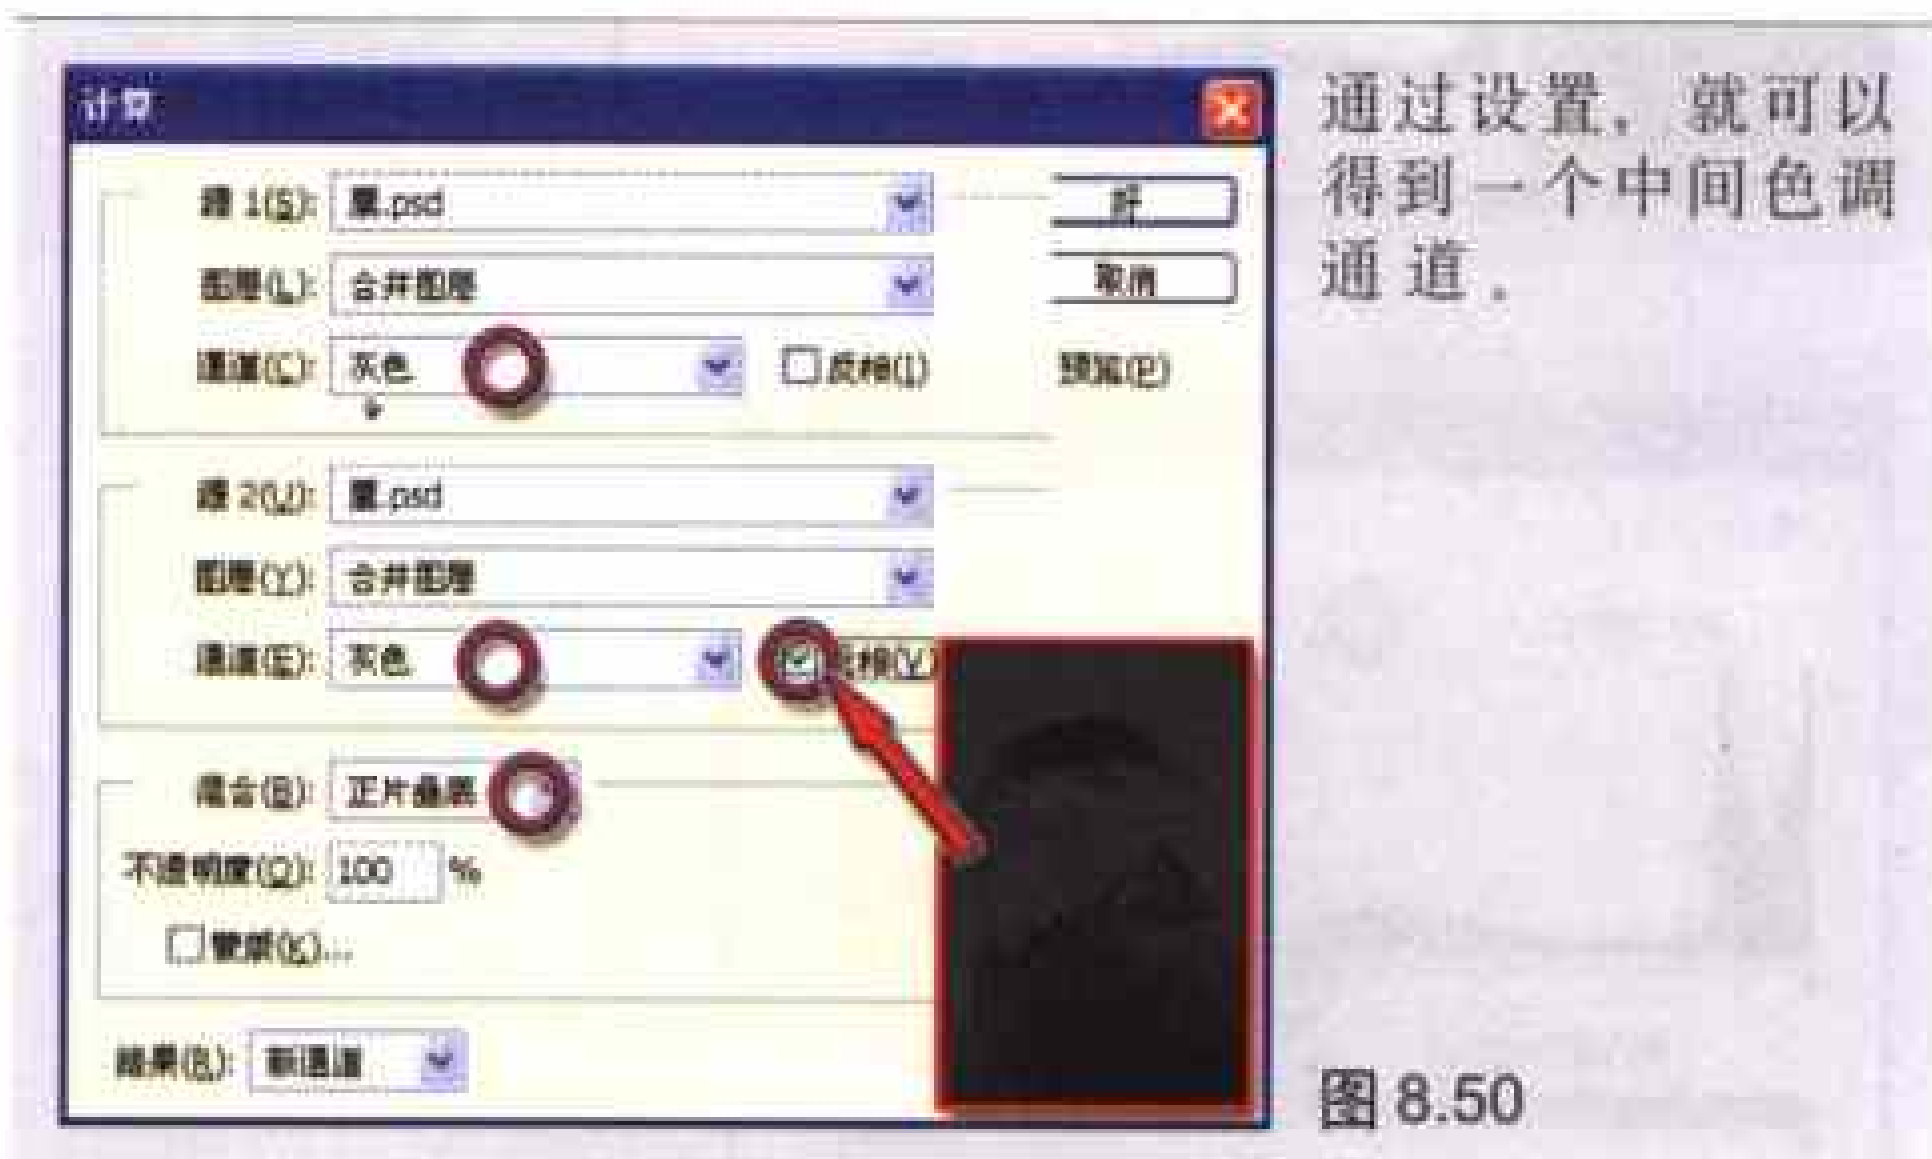 计算
源 1(S): .psd
好
图层(L): 合并图层
取消
通道(C): 灰色
反相(I)
预览(P)
源 2(U): .psd
图层(Y): 合并图层
通道(E): 灰色
反相(V)
混合(B): 正片叠底
不透明度(O): 100 %
蒙版(K)...
结果(R): 新通道
通过设置，就可以
得到一个中间色调
通道。
图 8.50